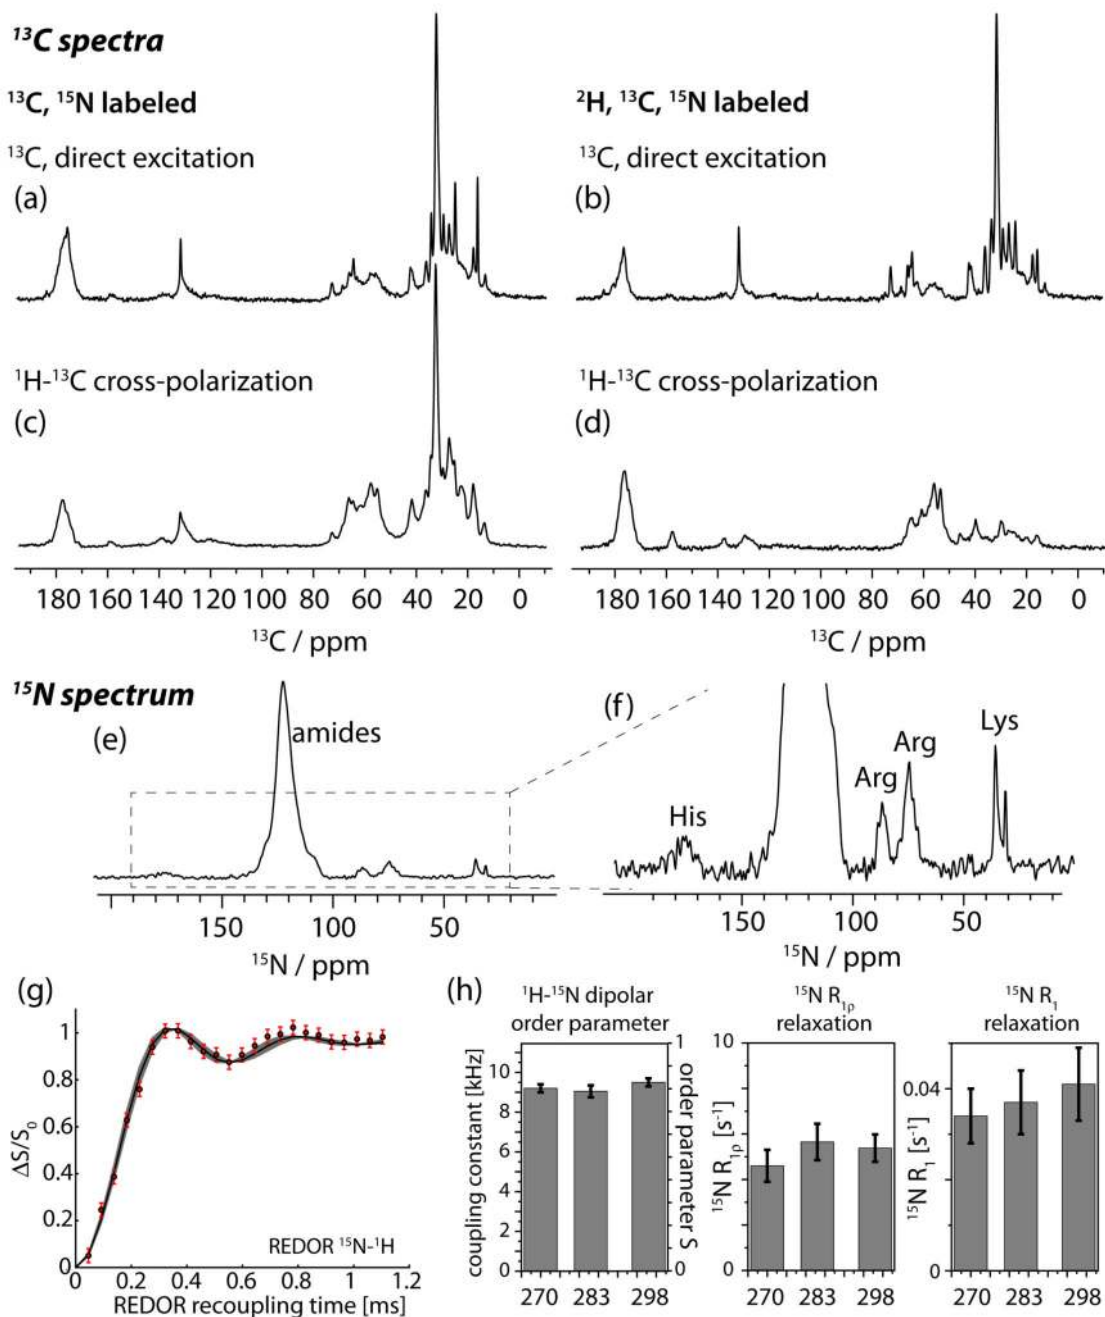 ¹³C spectra
¹³C, ¹⁵N labeled
²H, ¹³C, ¹⁵N labeled
¹³C, direct excitation
¹³C, direct excitation
(a)
(b)
¹H-¹³C cross-polarization
¹H-¹³C cross-polarization
(c)
(d)
180 160 140 120 100 80 60 40 20 0
180 160 140 120 100 80 60 40 20 0
¹³C / ppm
¹³C / ppm
¹⁵N spectrum
(e)
amides
(f)
His
Arg
Arg
Lys
150 100 50
150 100 50
¹⁵N / ppm
¹⁵N / ppm
(g)
1.0
0.8
0.6
0.4
0.2
0
ΔS/S₀
REDOR ¹⁵N-¹H
0 0.2 0.4 0.6 0.8 1 1.2
REDOR recoupling time [ms]
(h)
¹H-¹⁵N dipolar
order parameter
10
9
8
7
6
5
4
3
2
1
0
coupling constant [kHz]
1
0
order parameter S
270 283 298
¹⁵N R₁ρ
relaxation
10
0
¹⁵N R₁ρ [s⁻¹]
270 283 298
¹⁵N R₁
relaxation
0.04
0
¹⁵N R₁ [s⁻¹]
270 283 298